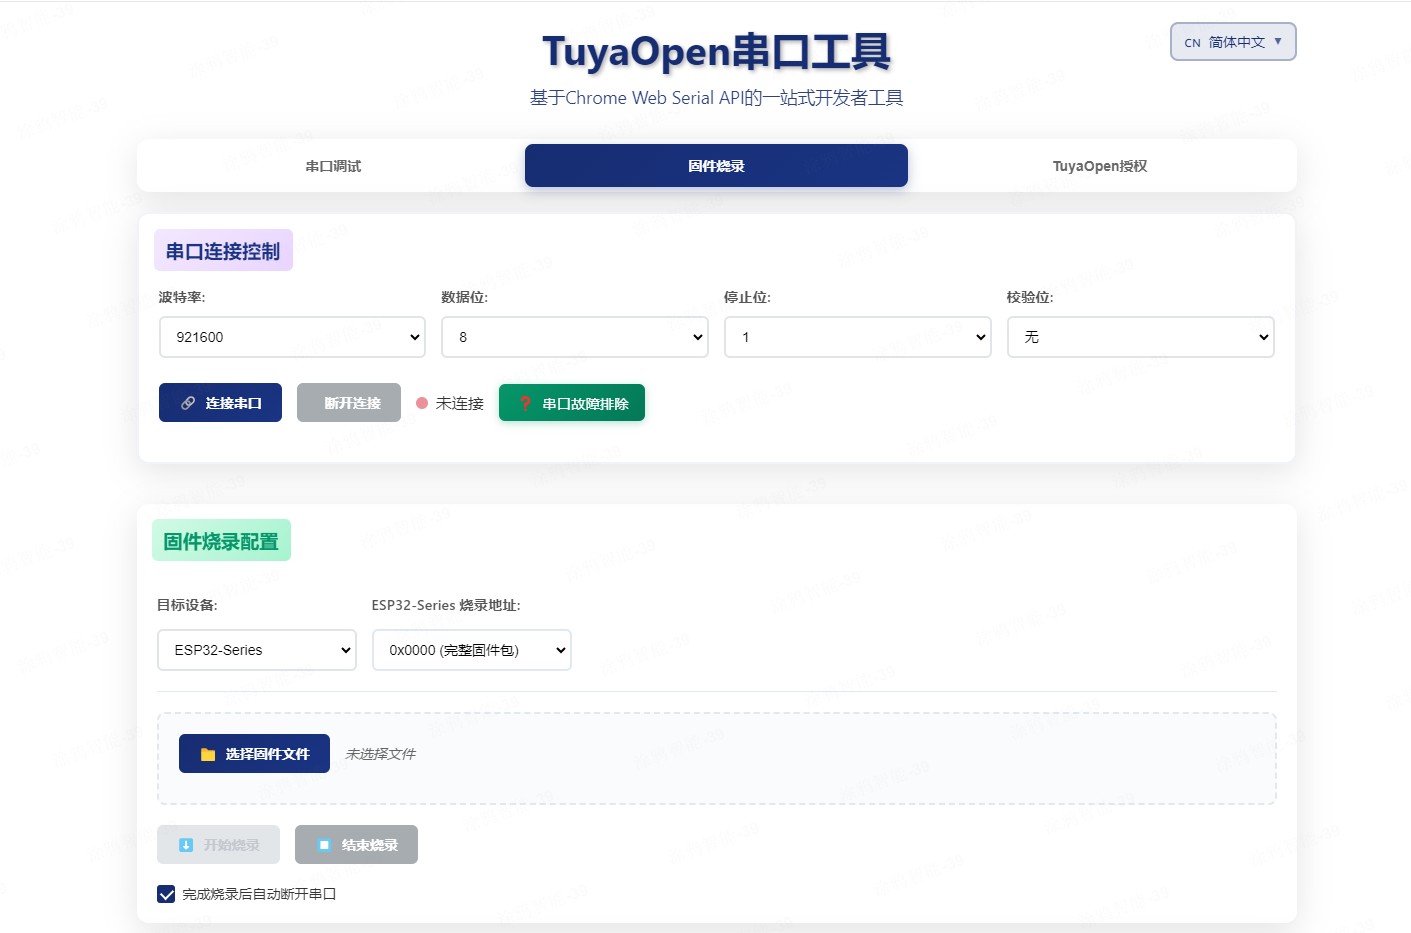 TuyaOpen串口工具
CN 简体中文 ▼
基于Chrome Web Serial API的一站式开发者工具
串口调试 固件烧录 TuyaOpen授权
串口连接控制
波特率: 数据位: 停止位: 校验位:
921600 8 1 无
连接串口 断开连接 未连接 ❓ 串口故障排除
固件烧录配置
目标设备: ESP32-Series 烧录地址:
ESP32-Series 0x0000 (完整固件包)
选择固件文件 未选择文件
开始烧录 结束烧录
完成烧录后自动断开串口